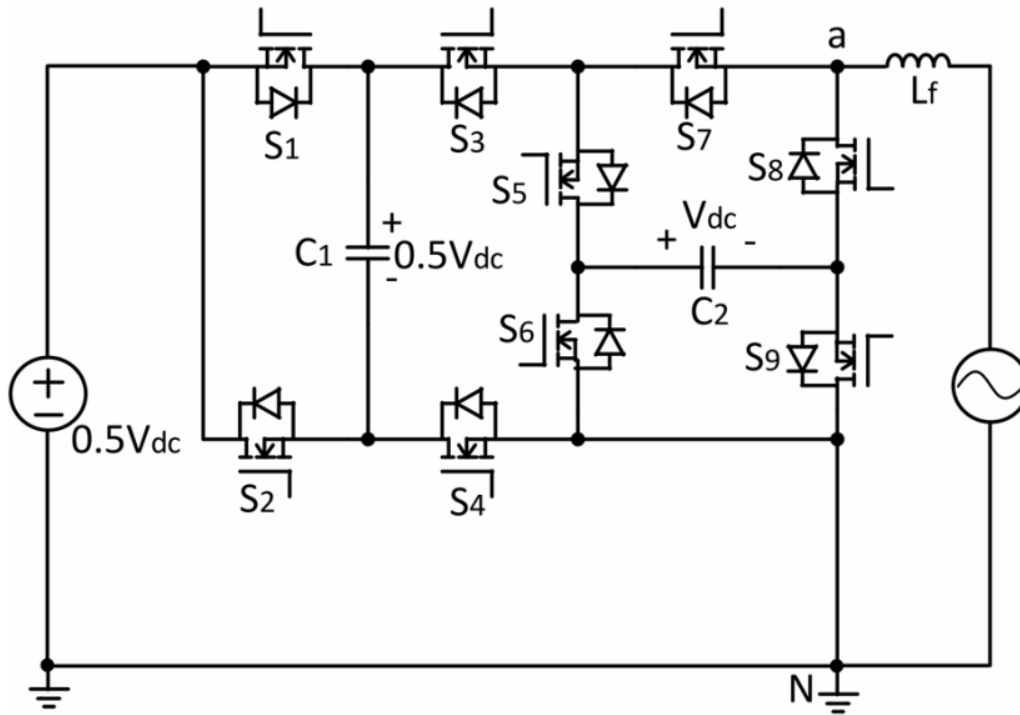 a
Lf
S1
S3
S7
S8
S5
Vdc
+ -
C1
+
0.5Vdc
-
C2
S6
S9
+
-
0.5Vdc
S2
S4
N